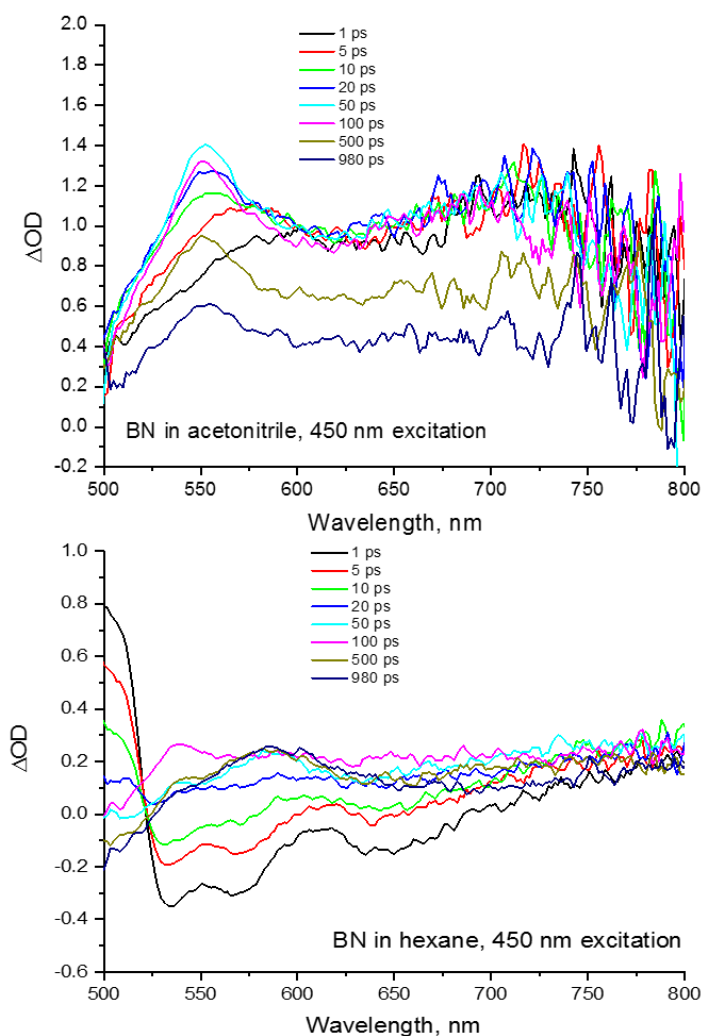 2.0
1.8
1.6
1.4
1.2
1.0
0.8
0.6
0.4
0.2
0.0
-0.2
ΔOD
1 ps
5 ps
10 ps
20 ps
50 ps
100 ps
500 ps
980 ps
BN in acetonitrile, 450 nm excitation
500 550 600 650 700 750 800
Wavelength, nm
1.0
0.8
0.6
0.4
0.2
0.0
-0.2
-0.4
-0.6
ΔOD
1 ps
5 ps
10 ps
20 ps
50 ps
100 ps
500 ps
980 ps
BN in hexane, 450 nm excitation
500 550 600 650 700 750 800
Wavelength, nm